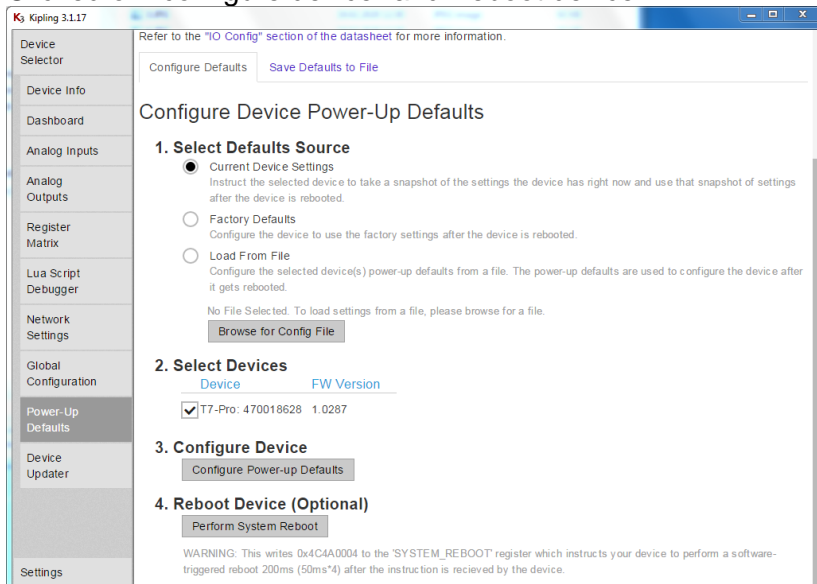 K3 Kipling 3.1.17
Device
Selector
Device Info
Dashboard
Analog Inputs
Analog
Outputs
Register
Matrix
Lua Script
Debugger
Network
Settings
Global
Configuration
Power-Up
Defaults
Device
Updater
Settings
Refer to the "IO Config" section of the datasheet for more information.
Configure Defaults Save Defaults to File
Configure Device Power-Up Defaults
1. Select Defaults Source
Current Device Settings
Instruct the selected device to take a snapshot of the settings the device has right now and use that snapshot of settings
after the device is rebooted.
Factory Defaults
Configure the device to use the factory settings after the device is rebooted.
Load From File
Configure the selected device(s) power-up defaults from a file. The power-up defaults are used to configure the device after
it gets rebooted.
No File Selected. To load settings from a file, please browse for a file.
Browse for Config File
2. Select Devices
Device FW Version
T7-Pro: 470018628 1.0287
3. Configure Device
Configure Power-up Defaults
4. Reboot Device (Optional)
Perform System Reboot
WARNING: This writes 0x4C4A0004 to the 'SYSTEM_REBOOT' register which instructs your device to perform a software-
triggered reboot 200ms (50ms*4) after the instruction is recieved by the device.